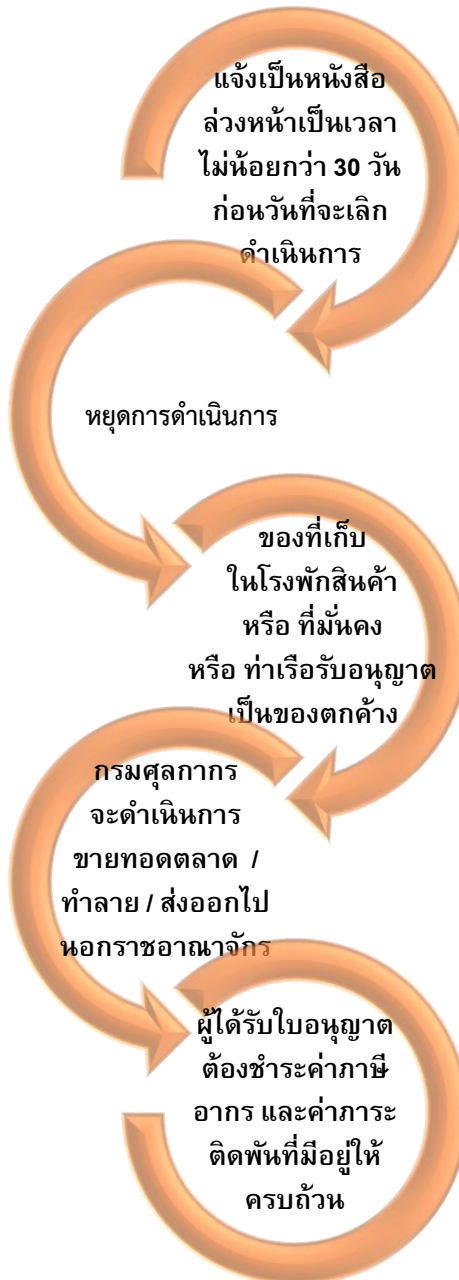 แจ้งเป็นหนังสือ
ล่วงหน้าเป็นเวลา
ไม่น้อยกว่า 30 วัน
ก่อนวันที่จะเลิก
ดำเนินการ
หยุดการดำเนินการ
ของที่เก็บ
ในโรงพักสินค้า
หรือ ที่มั่นคง
หรือ ท่าเรือรับอนุญาต
เป็นของตกค้าง
กรมศุลกากร
จะดำเนินการ
ขายทอดตลาด /
ทำลาย / ส่งออกไป
นอกราชอาณาจักร
ผู้ได้รับใบอนุญาต
ต้องชำระค่าภาษี
อากร และค่าภาระ
ติดพันที่มีอยู่ให้
ครบถ้วน